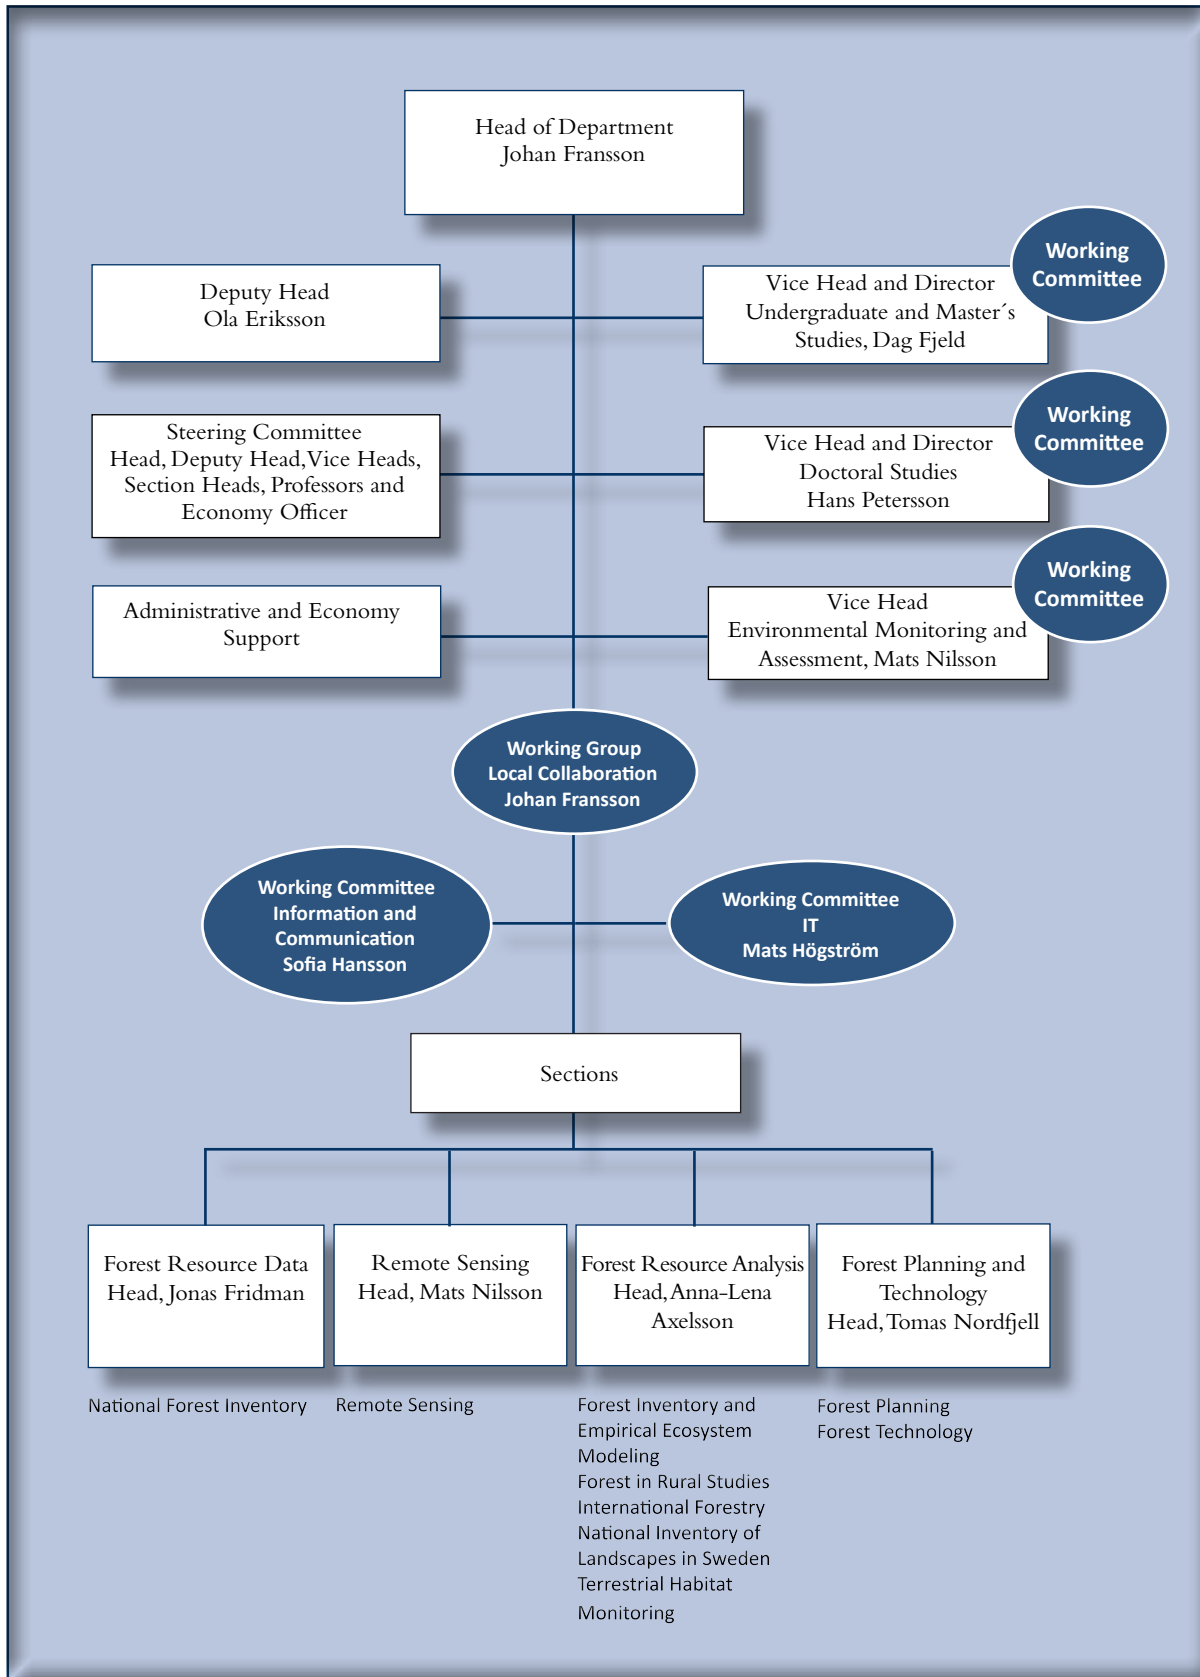 Head of Department
Johan Fransson
Working
Committee
Deputy Head
Ola Eriksson
Vice Head and Director
Undergraduate and Master´s
Studies, Dag Fjeld
Working
Committee
Steering Committee
Head, Deputy Head, Vice Heads,
Section Heads, Professors and
Economy Officer
Vice Head and Director
Doctoral Studies
Hans Petersson
Working
Committee
Administrative and Economy
Support
Vice Head
Environmental Monitoring and
Assessment, Mats Nilsson
Working Group
Local Collaboration
Johan Fransson
Working Committee
Information and
Communication
Sofia Hansson
Working Committee
IT
Mats Högström
Sections
Forest Resource Data
Head, Jonas Fridman
Remote Sensing
Head, Mats Nilsson
Forest Resource Analysis
Head, Anna-Lena
Axelsson
Forest Planning and
Technology
Head, Tomas Nordfjell
National Forest Inventory
Remote Sensing
Forest Inventory and
Empirical Ecosystem
Modeling
Forest in Rural Studies
International Forestry
National Inventory of
Landscapes in Sweden
Terrestrial Habitat
Monitoring
Forest Planning
Forest Technology